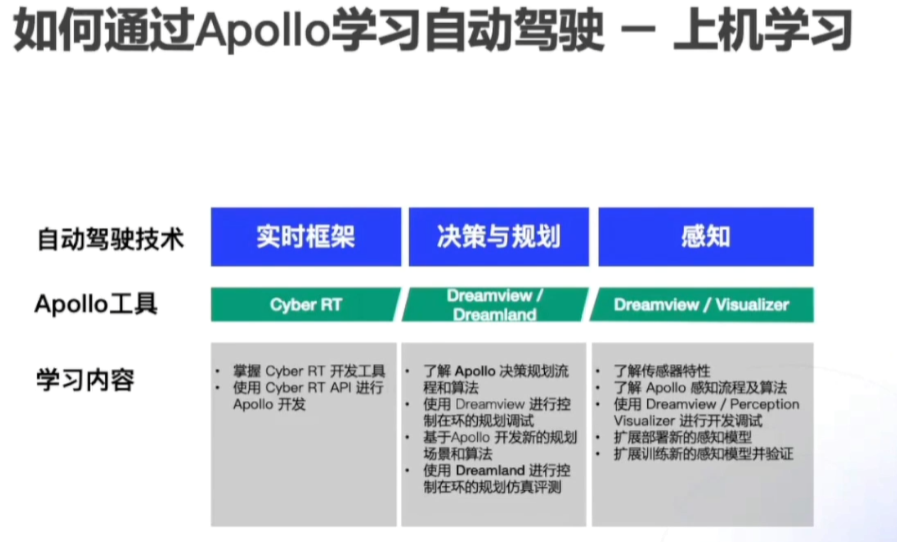 如何通过Apollo学习自动驾驶 － 上机学习
自动驾驶技术
实时框架
决策与规划
感知
Apollo工具
Cyber RT
Dreamview /
Dreamland
Dreamview / Visualizer
学习内容
• 掌握 Cyber RT 开发工具
• 使用 Cyber RT API 进行
Apollo 开发
• 了解 Apollo 决策规划流
程和算法
• 使用 Dreamview 进行控
制在环的规划调试
• 基于Apollo 开发新的规划
场景和算法
• 使用 Dreamland 进行控
制在环的规划仿真评测
• 了解传感器特性
• 了解 Apollo 感知流程及算法
• 使用 Dreamview / Perception
Visualizer 进行开发调试
• 扩展部署新的感知模型
• 扩展训练新的感知模型并验证